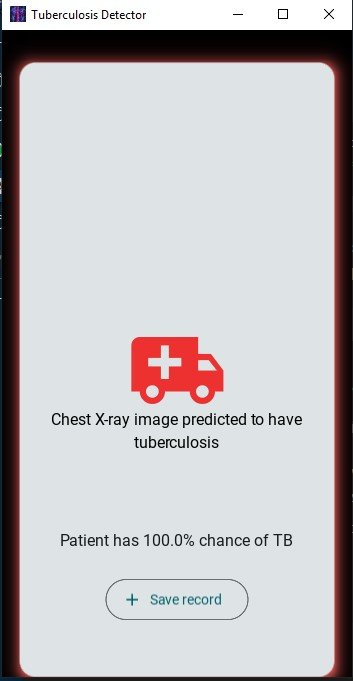 Tuberculosis Detector
Chest X-ray image predicted to have
tuberculosis
Patient has 100.0% chance of TB
Save record